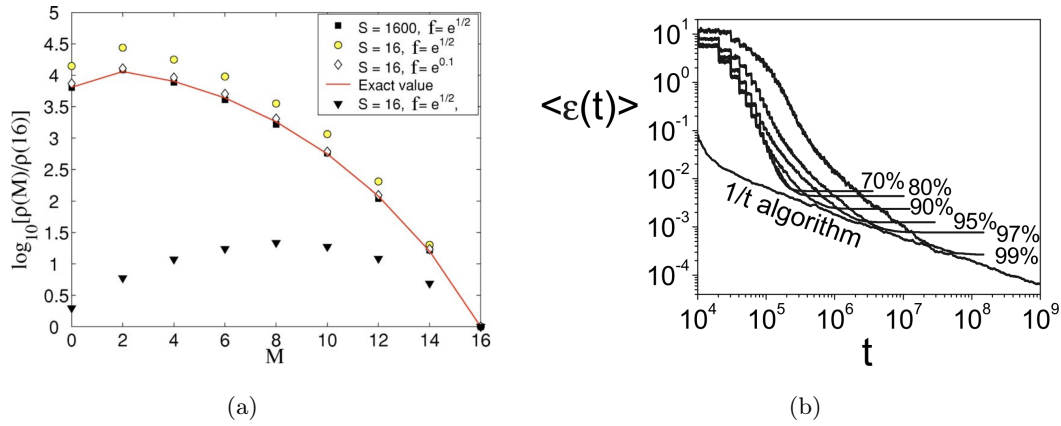 5
4.5
4
3.5
3
2.5
2
1.5
1
0.5
0
log₁₀[ρ(M)/ρ(16)]
S = 1600, f= e^1/2
S = 16, f= e^1/2
S = 16, f= e^0.1
Exact value
S = 16, f= e^1/2,
0 2 4 6 8 10 12 14 16
M
(a)
10^1
10^0
10^-1
10^-2
10^-3
10^-4
<ε(t)>
70% 80%
90%
95%
97%
99%
1/t algorithm
10^4 10^5 10^6 10^7 10^8 10^9
t
(b)